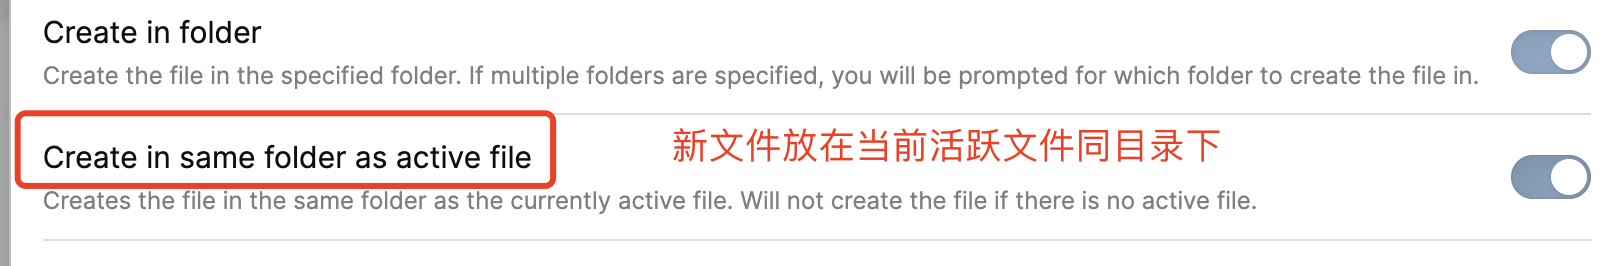 Create in folder
Create the file in the specified folder. If multiple folders are specified, you will be prompted for which folder to create the file in.
Create in same folder as active file
新文件放在当前活跃文件同目录下
Creates the file in the same folder as the currently active file. Will not create the file if there is no active file.